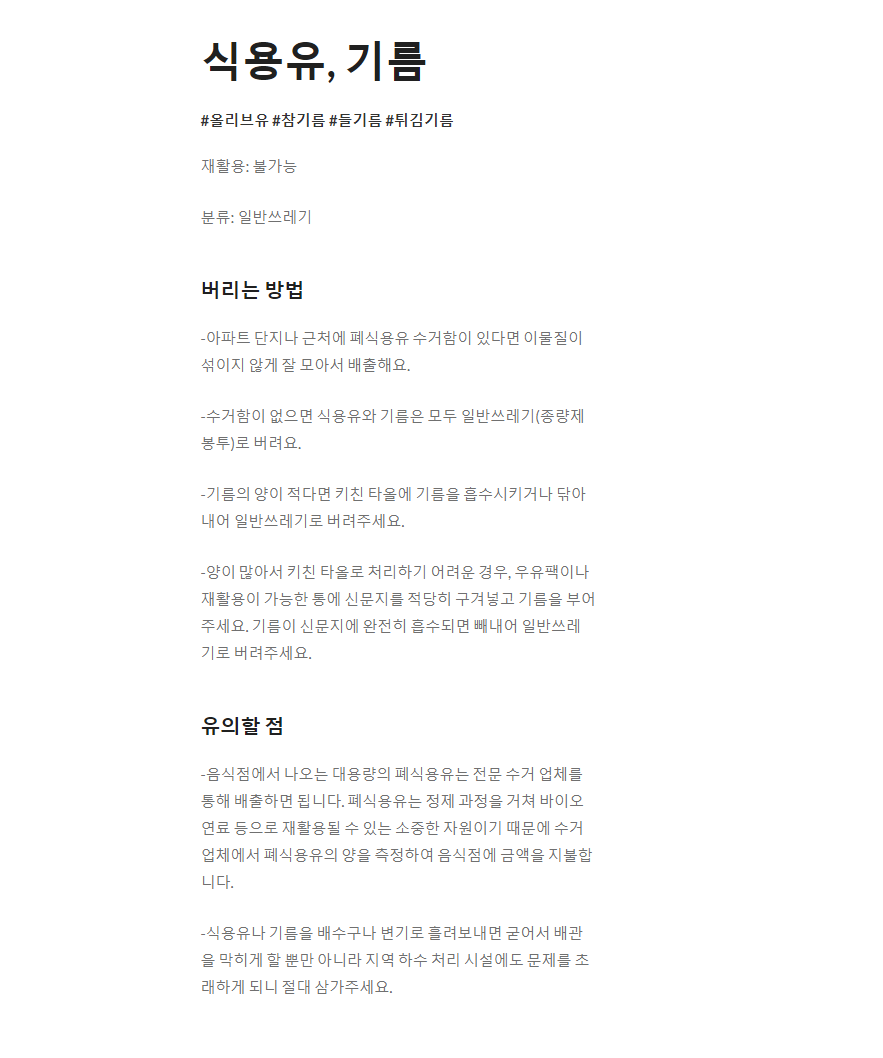 식용유, 기름
#올리브유 #참기름 #들기름 #튀김기름
재활용: 불가능
분류: 일반쓰레기
버리는 방법
-아파트 단지나 근처에 폐식용유 수거함이 있다면 이물질이
섞이지 않게 잘 모아서 배출해요.
-수거함이 없으면 식용유와 기름은 모두 일반쓰레기(종량제
봉투)로 버려요.
-기름의 양이 적다면 키친 타올에 기름을 흡수시키거나 닦아
내어 일반쓰레기로 버려주세요.
-양이 많아서 키친 타올로 처리하기 어려운 경우, 우유팩이나
재활용이 가능한 통에 신문지를 적당히 구겨넣고 기름을 부어
주세요. 기름이 신문지에 완전히 흡수되면 빼내어 일반쓰레
기로 버려주세요.
유의할 점
-음식점에서 나오는 대용량의 폐식용유는 전문 수거 업체를
통해 배출하면 됩니다. 폐식용유는 정제 과정을 거쳐 바이오
연료 등으로 재활용될 수 있는 소중한 자원이기 때문에 수거
업체에서 폐식용유의 양을 측정하여 음식점에 금액을 지불합
니다.
-식용유나 기름을 배수구나 변기로 흘려보내면 굳어서 배관
을 막히게 할 뿐만 아니라 지역 하수 처리 시설에도 문제를 초
래하게 되니 절대 삼가주세요.